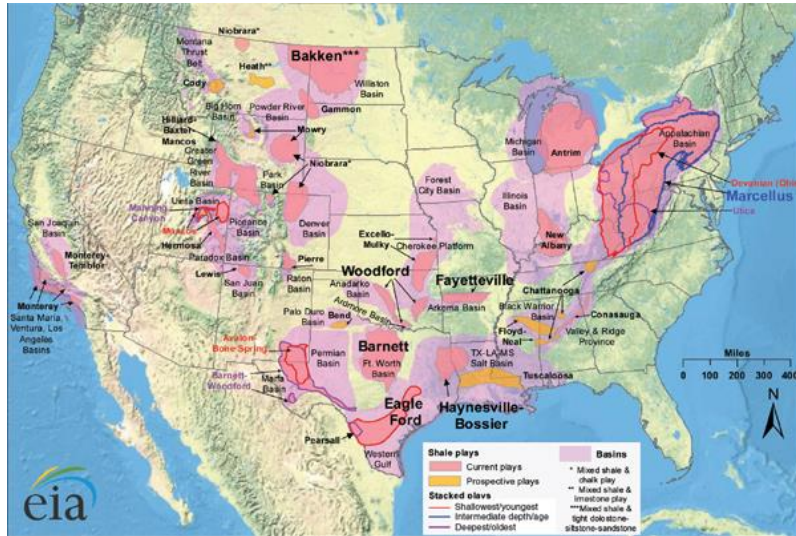 Niobrara*
Montana
Thrust
Belt
Bakken***
Heath**
Cody
Williston
Basin
Big Horn
Basin
Powder River
Basin
Gammon
Hilliard-
Baxter-
Mancos
Mowry
Greater
Green
River
Basin
Park
Basin
Niobrara*
Michigan
Basin
Antrim
Appalachian
Basin
Devonian (Ohi
Marcellus
Utica
Uinta Basin
Manning
Canyon
Mancos
Piceance
Basin
Denver
Basin
Forest
City Basin
Illinois
Basin
San Joaquin
Basin
Hermosa
Paradox Basin
Excello-
Mulky
Cherokee Platform
New
Albany
Monterey-
Temblor
Lewis
San Juan
Basin
Pierre
Raton
Basin
Woodford
Anadarko
Basin
Fayetteville
Chattanooga
Monterey
Santa Maria,
Ventura, Los
Angeles
Basins
Palo Duro
Basin
Bend
Ardmore Basin
Arkoma Basin
Black Warrior
Basin
Conasauga
Floyd-
Neal
Valley & Ridge
Province
Avalon-
Bone Spring
Permian
Basin
Barnett
Ft. Worth
Basin
TX-LA-MS
Salt Basin
Tuscaloosa
Barnett-
Woodford
Marfa
Basin
Eagle
Ford
Haynesville-
Bossier
Pearsall
Western
Gulf
Miles
0 100 200 300 400
eia
Shale plays
Current plays
Prospective plays
Stacked plays
Shallowest/youngest
Intermediate depth/age
Deepest/oldest
Basins
* Mixed shale &
chalk play
** Mixed shale &
limestone play
***Mixed shale &
tight dolostone-
siltstone-sandstone
N